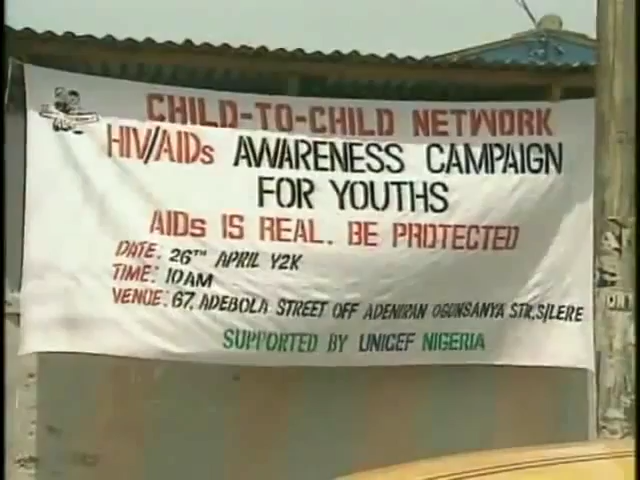 CHILD-TO-CHILD NETWORK
HIV/AIDs AWARENESS CAMPAIGN
FOR YOUTHS
AIDs IS REAL. BE PROTECTED
DATE: 26TH APRIL Y2K
TIME: 10AM
VENUE: 67, ADEBOLA STREET OFF ADENIRAN OGUNSANYA STR, S/LERE
SUPPORTED BY UNICEF NIGERIA